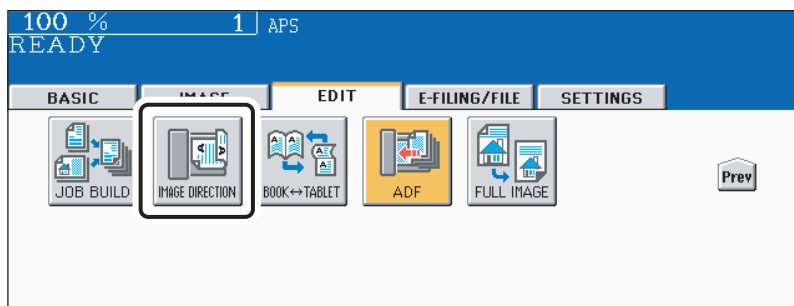 100 % 1 APS
READY
BASIC IMAGE EDIT E-FILING/FILE SETTINGS
JOB BUILD IMAGE DIRECTION BOOK↔TABLET ADF FULL IMAGE
Prev